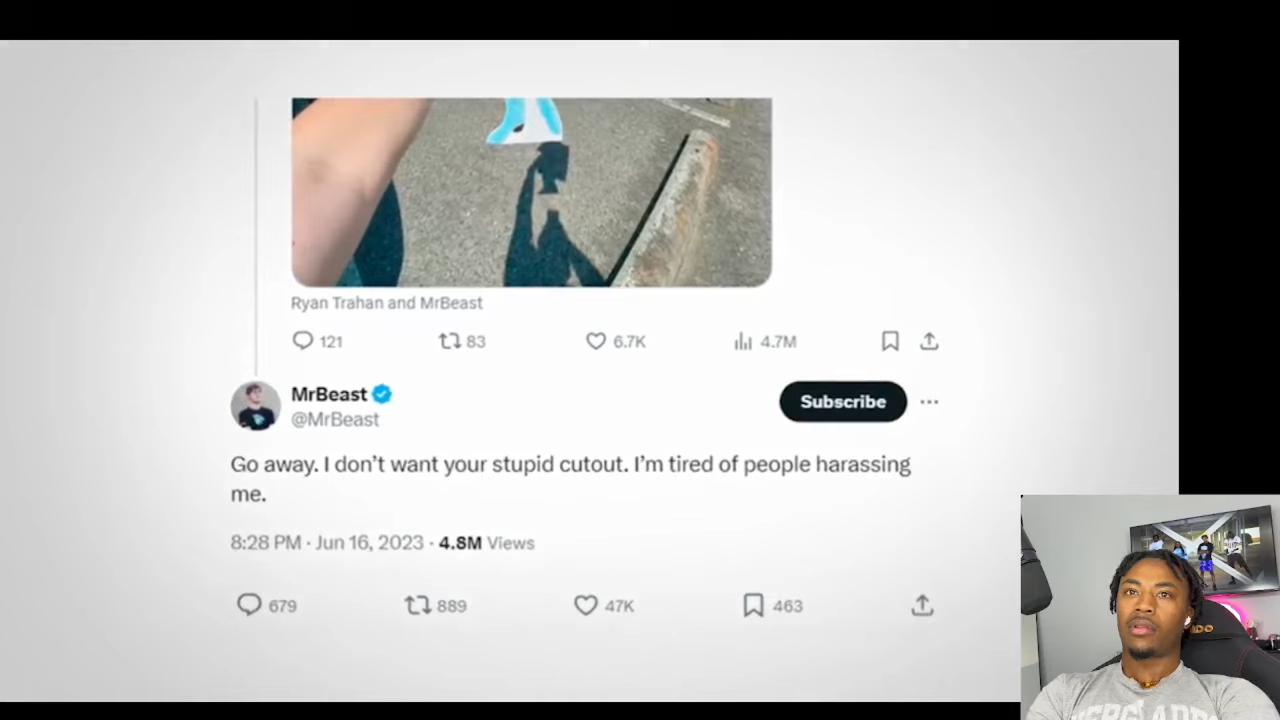 Ryan Trahan and MrBeast
121 83 6.7K 4.7M
MrBeast
@MrBeast
Subscribe
Go away. I don't want your stupid cutout. I'm tired of people harassing
me.
8:28 PM · Jun 16, 2023 · 4.8M Views
679 889 47K 463